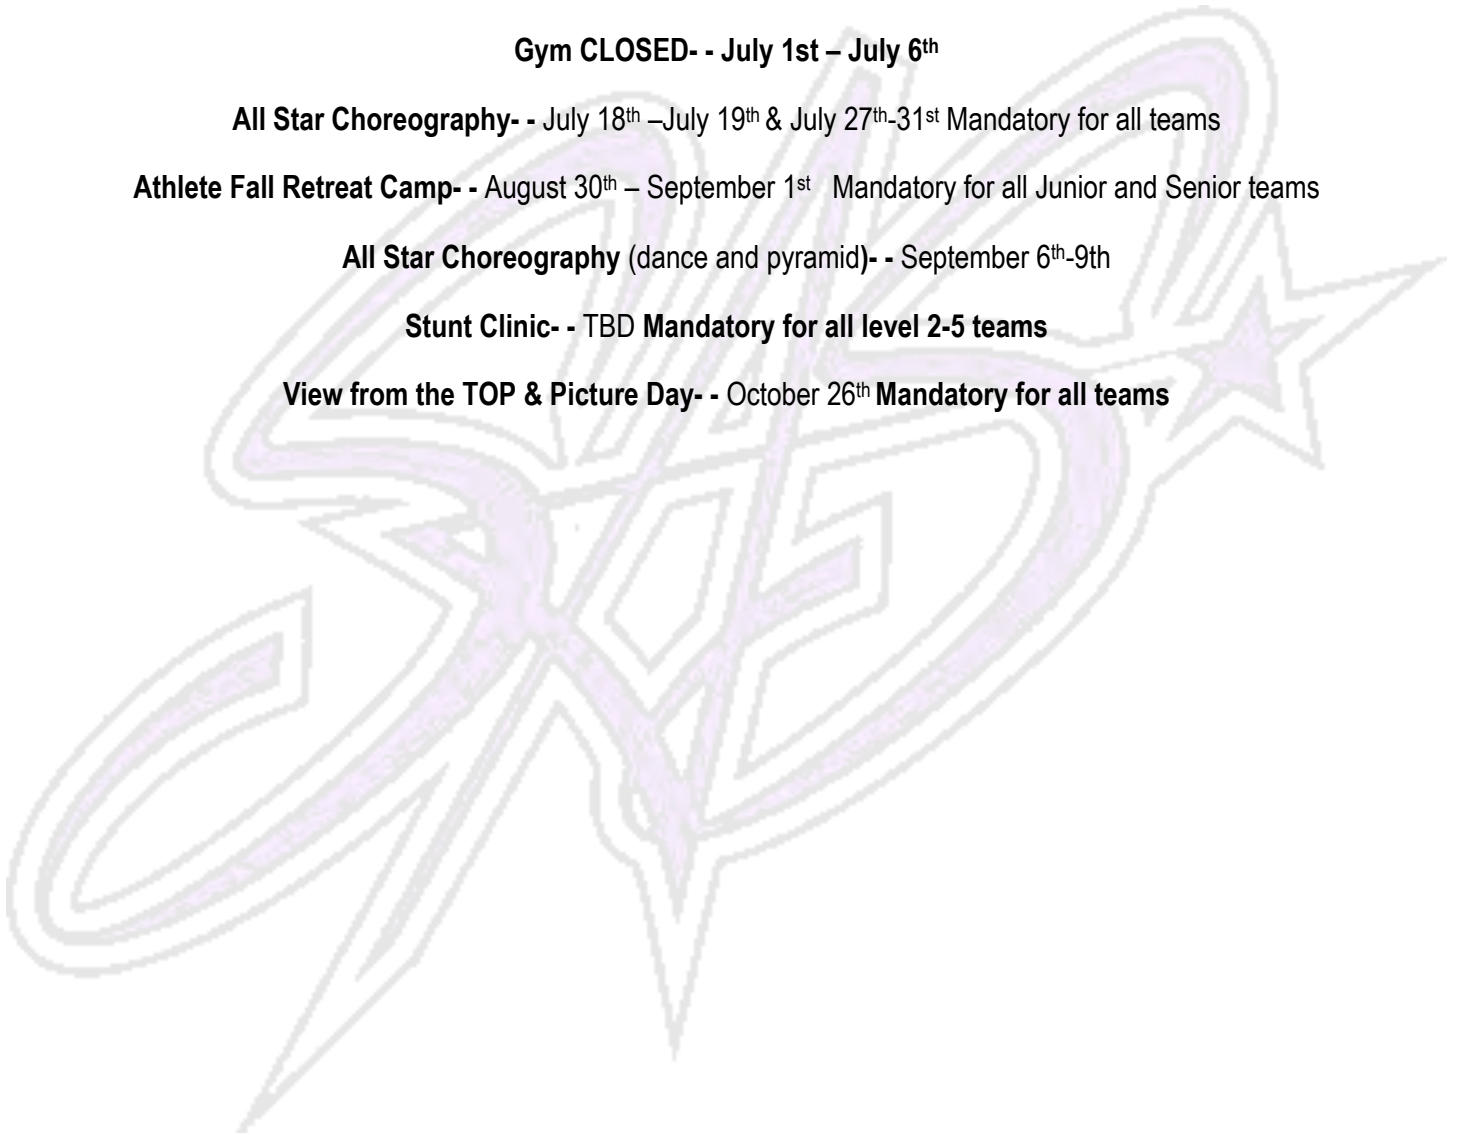 Gym CLOSED- - July 1st – July 6th
All Star Choreography- - July 18th –July 19th & July 27th-31st Mandatory for all teams
Athlete Fall Retreat Camp- - August 30th – September 1st Mandatory for all Junior and Senior teams
All Star Choreography (dance and pyramid)- - September 6th-9th
Stunt Clinic- - TBD Mandatory for all level 2-5 teams
View from the TOP & Picture Day- - October 26th Mandatory for all teams